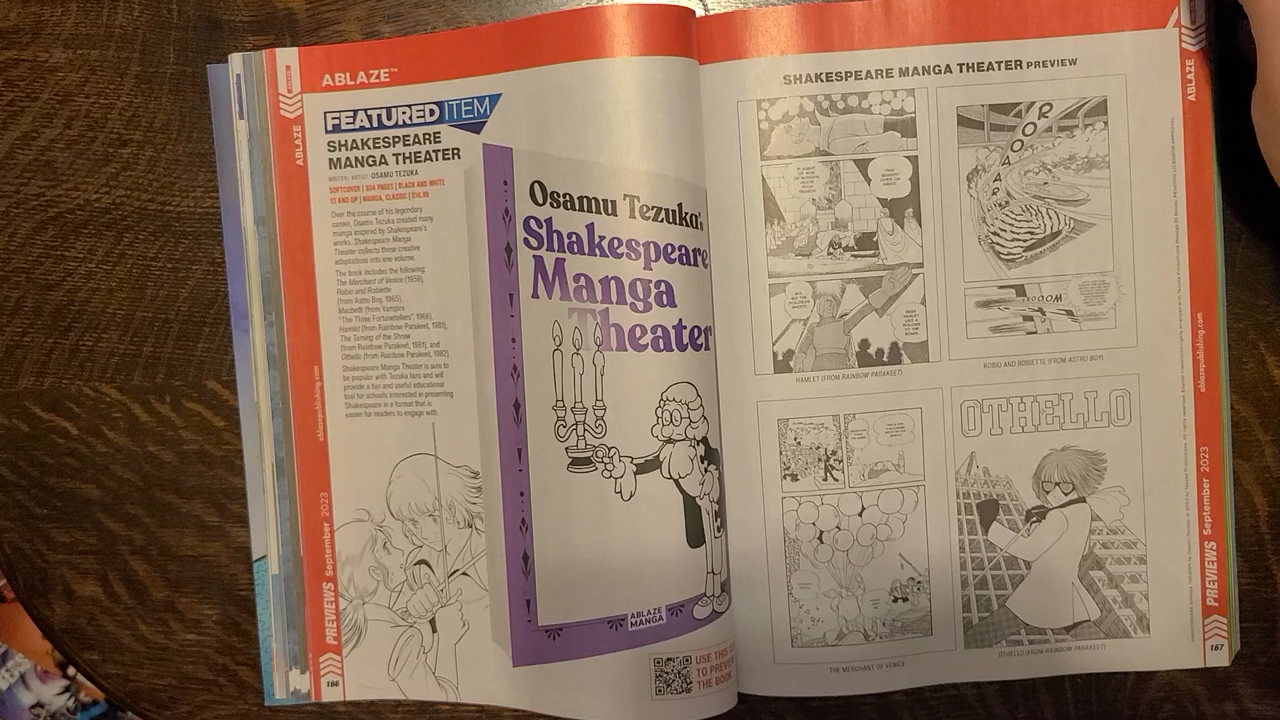 ABLAZE™
FEATURED ITEM
SHAKESPEARE
MANGA THEATER
WRITER/ARTIST OSAMU TEZUKA
SOFTCOVER | 304 PAGES | BLACK AND WHITE
13 AND UP | MANGA, CLASSIC | $14.99
Over the course of his legendary
career, Osamu Tezuka created many
manga inspired by Shakespeare's
works. Shakespeare Manga
Theater collects these creative
adaptations into one volume.
The book includes the following:
The Merchant of Venice (1959),
Robio and Robiette
(from Astro Boy, 1965),
Macbeth (from Vampire
"The Three Fortunetellers", 1966),
Hamlet (from Rainbow Parakeet, 1981),
The Taming of the Shrew
(from Rainbow Parakeet, 1981), and
Othello (from Rainbow Parakeet, 1982).
Shakespeare Manga Theater is sure to
be popular with Tezuka fans and will
provide a fun and useful educational
tool for schools interested in presenting
Shakespeare in a format that is
easier for readers to engage with.
ABLAZE
ablazepublishing.com
PREVIEWS September 2023
166
Osamu Tezuka's
Shakespeare
Manga
Theater
ABLAZE
MANGA
USE THIS
TO PREVIEW
THE BOOK
SHAKESPEARE MANGA THEATER PREVIEW
HAMLET (FROM RAINBOW PARAKEET)
ROOAAAR
WOOO
ROBIO AND ROBIETTE (FROM ASTRO BOY)
THE MERCHANT OF VENICE
OTHELLO
OTHELLO (FROM RAINBOW PARAKEET)
ABLAZE
ablazepublishing.com
PREVIEWS September 2023
167